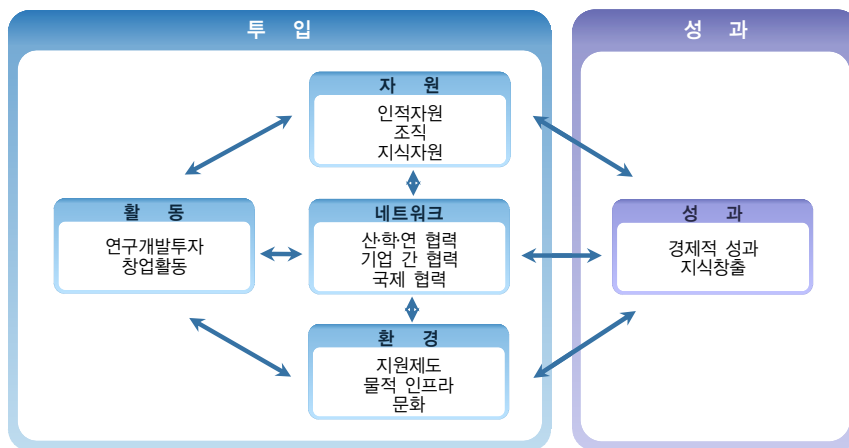 투 입
성 과
자 원
인적자원
조직
지식자원
활 동
연구개발투자
창업활동
네트워크
산·학·연 협력
기업 간 협력
국제 협력
성 과
경제적 성과
지식창출
환 경
지원제도
물적 인프라
문화